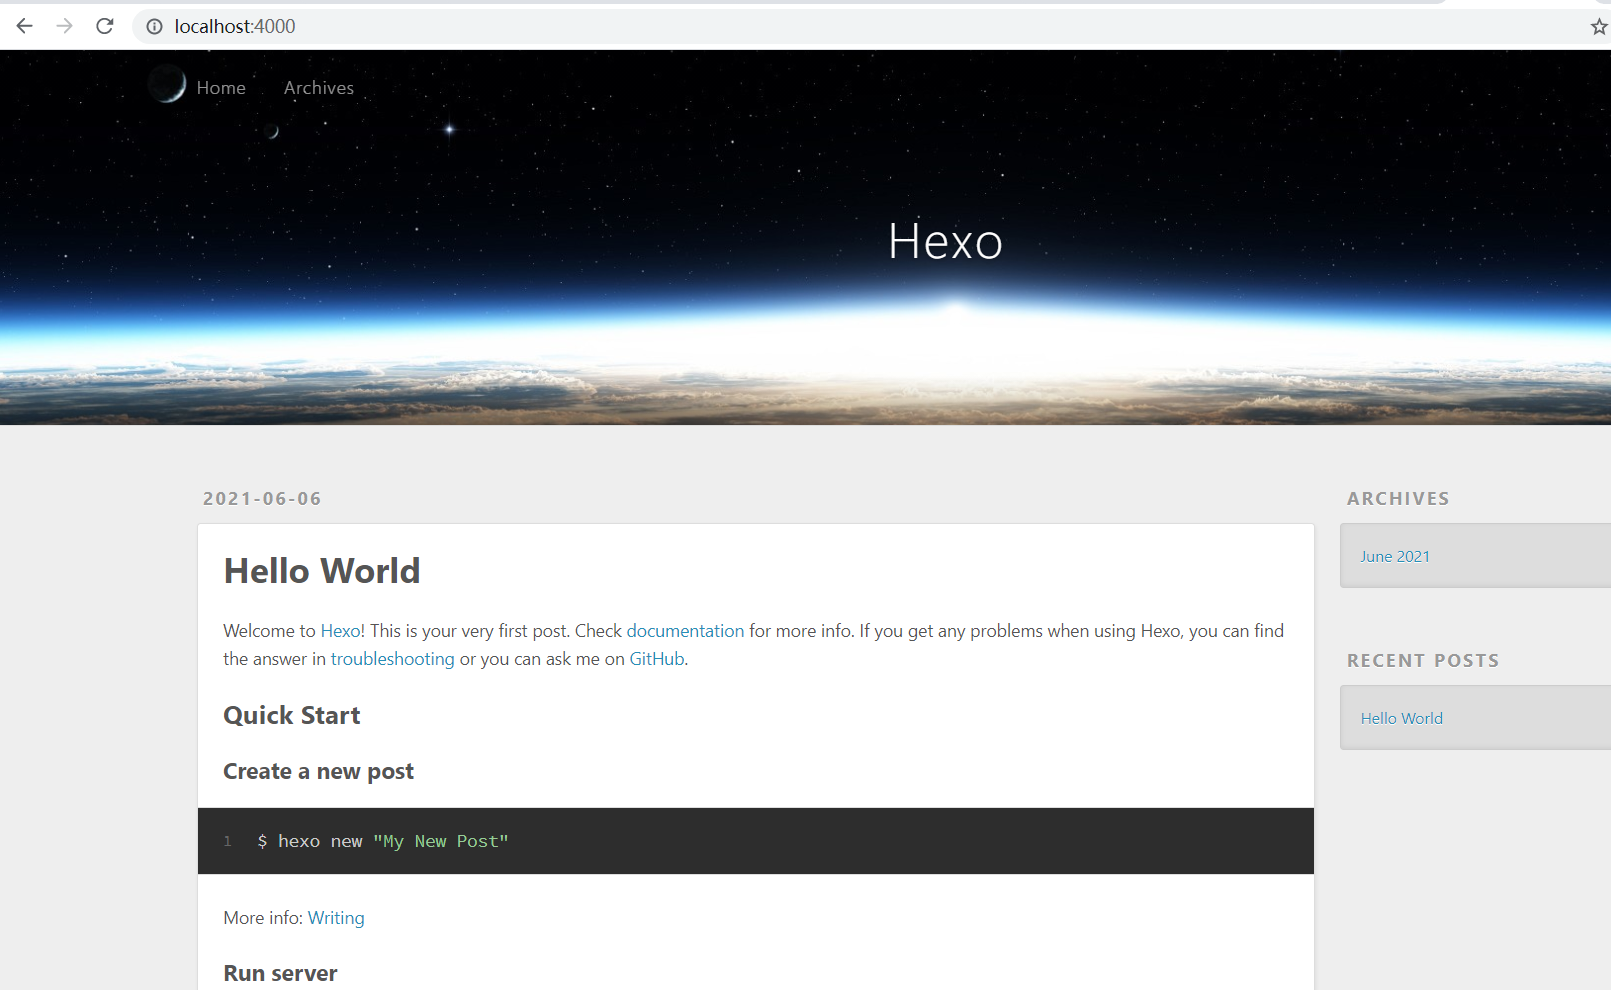 localhost:4000
Home Archives
Hexo
2021-06-06
Hello World
Welcome to Hexo! This is your very first post. Check documentation for more info. If you get any problems when using Hexo, you can find
the answer in troubleshooting or you can ask me on GitHub.
Quick Start
Create a new post
1 $ hexo new "My New Post"
More info: Writing
Run server
ARCHIVES
June 2021
RECENT POSTS
Hello World